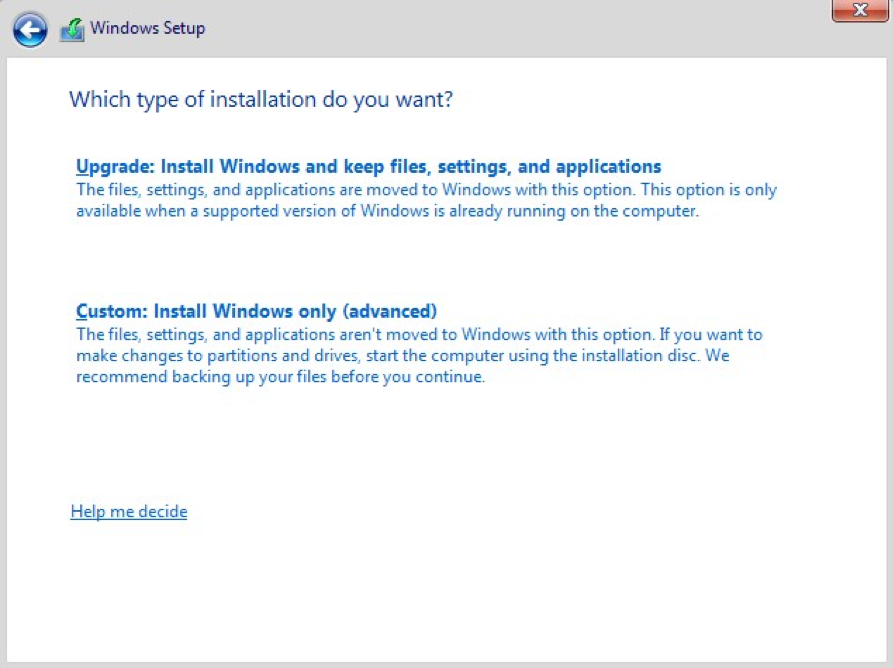 Windows Setup
Which type of installation do you want?
Upgrade: Install Windows and keep files, settings, and applications
The files, settings, and applications are moved to Windows with this option. This option is only
available when a supported version of Windows is already running on the computer.
Custom: Install Windows only (advanced)
The files, settings, and applications aren't moved to Windows with this option. If you want to
make changes to partitions and drives, start the computer using the installation disc. We
recommend backing up your files before you continue.
Help me decide